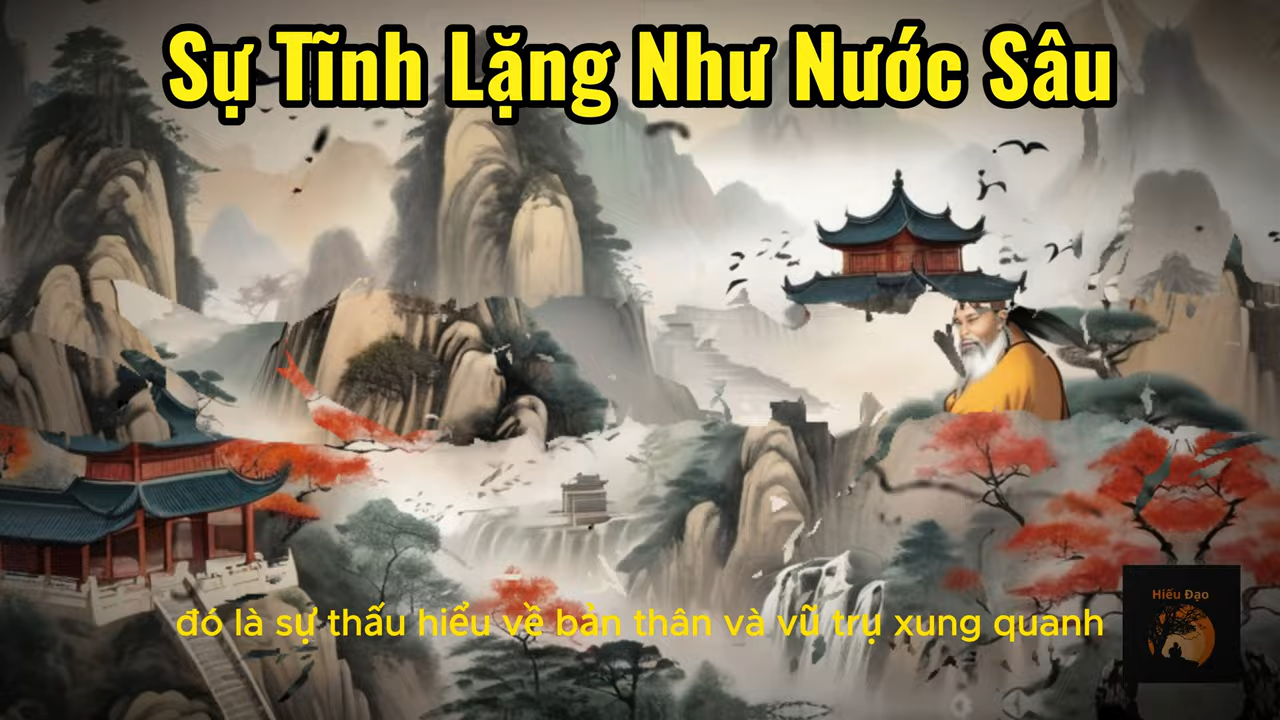 Sự Tĩnh Lặng Như Nước Sâu
đó là sự thấu hiểu về bản thân và vũ trụ xung quanh
Hiếu Đạo